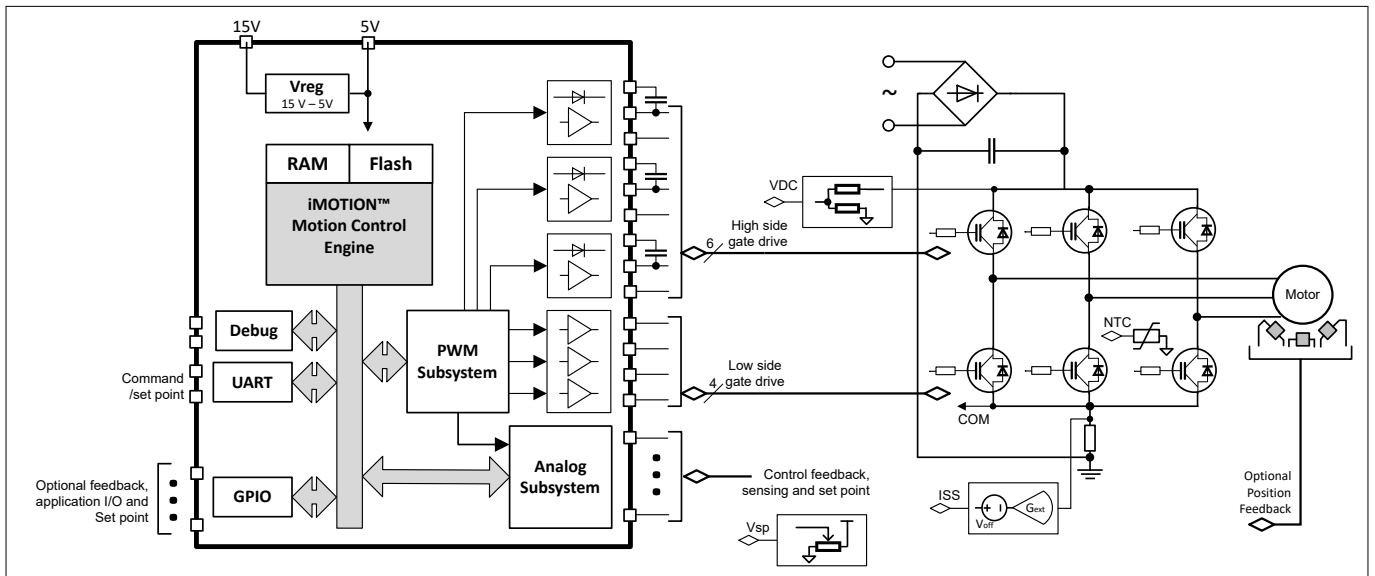 15V
5V
Vreg
15 V – 5V
RAM
Flash
iMOTION™
Motion Control
Engine
Debug
UART
GPIO
PWM
Subsystem
Analog
Subsystem
Command
/set point
Optional feedback,
application I/O and
Set point
6
High side
gate drive
4
Low side
gate drive
Control feedback,
sensing and set point
Vsp
~
VDC
NTC
Motor
COM
ISS
Voff
Gext
Optional
Position
Feedback